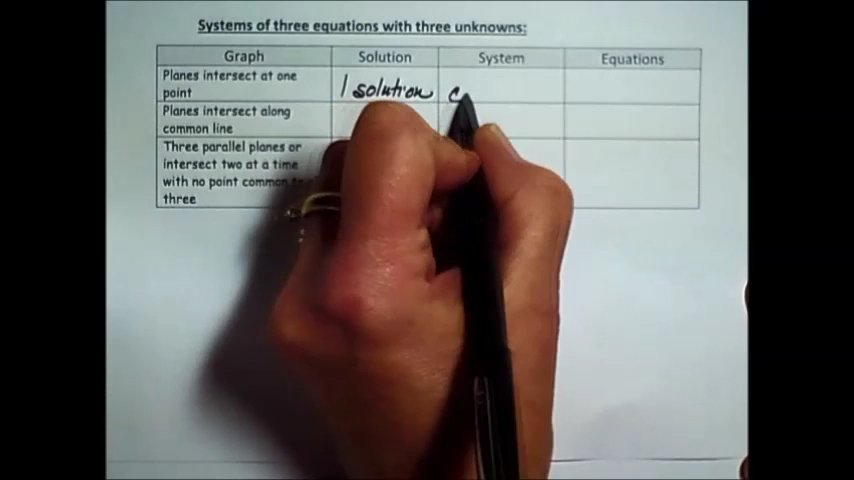 Systems of three equations with three unknowns:
Graph Solution System Equations
Planes intersect at one
point
1 solution c
Planes intersect along
common line
Three parallel planes or
intersect two at a time
with no point common
three